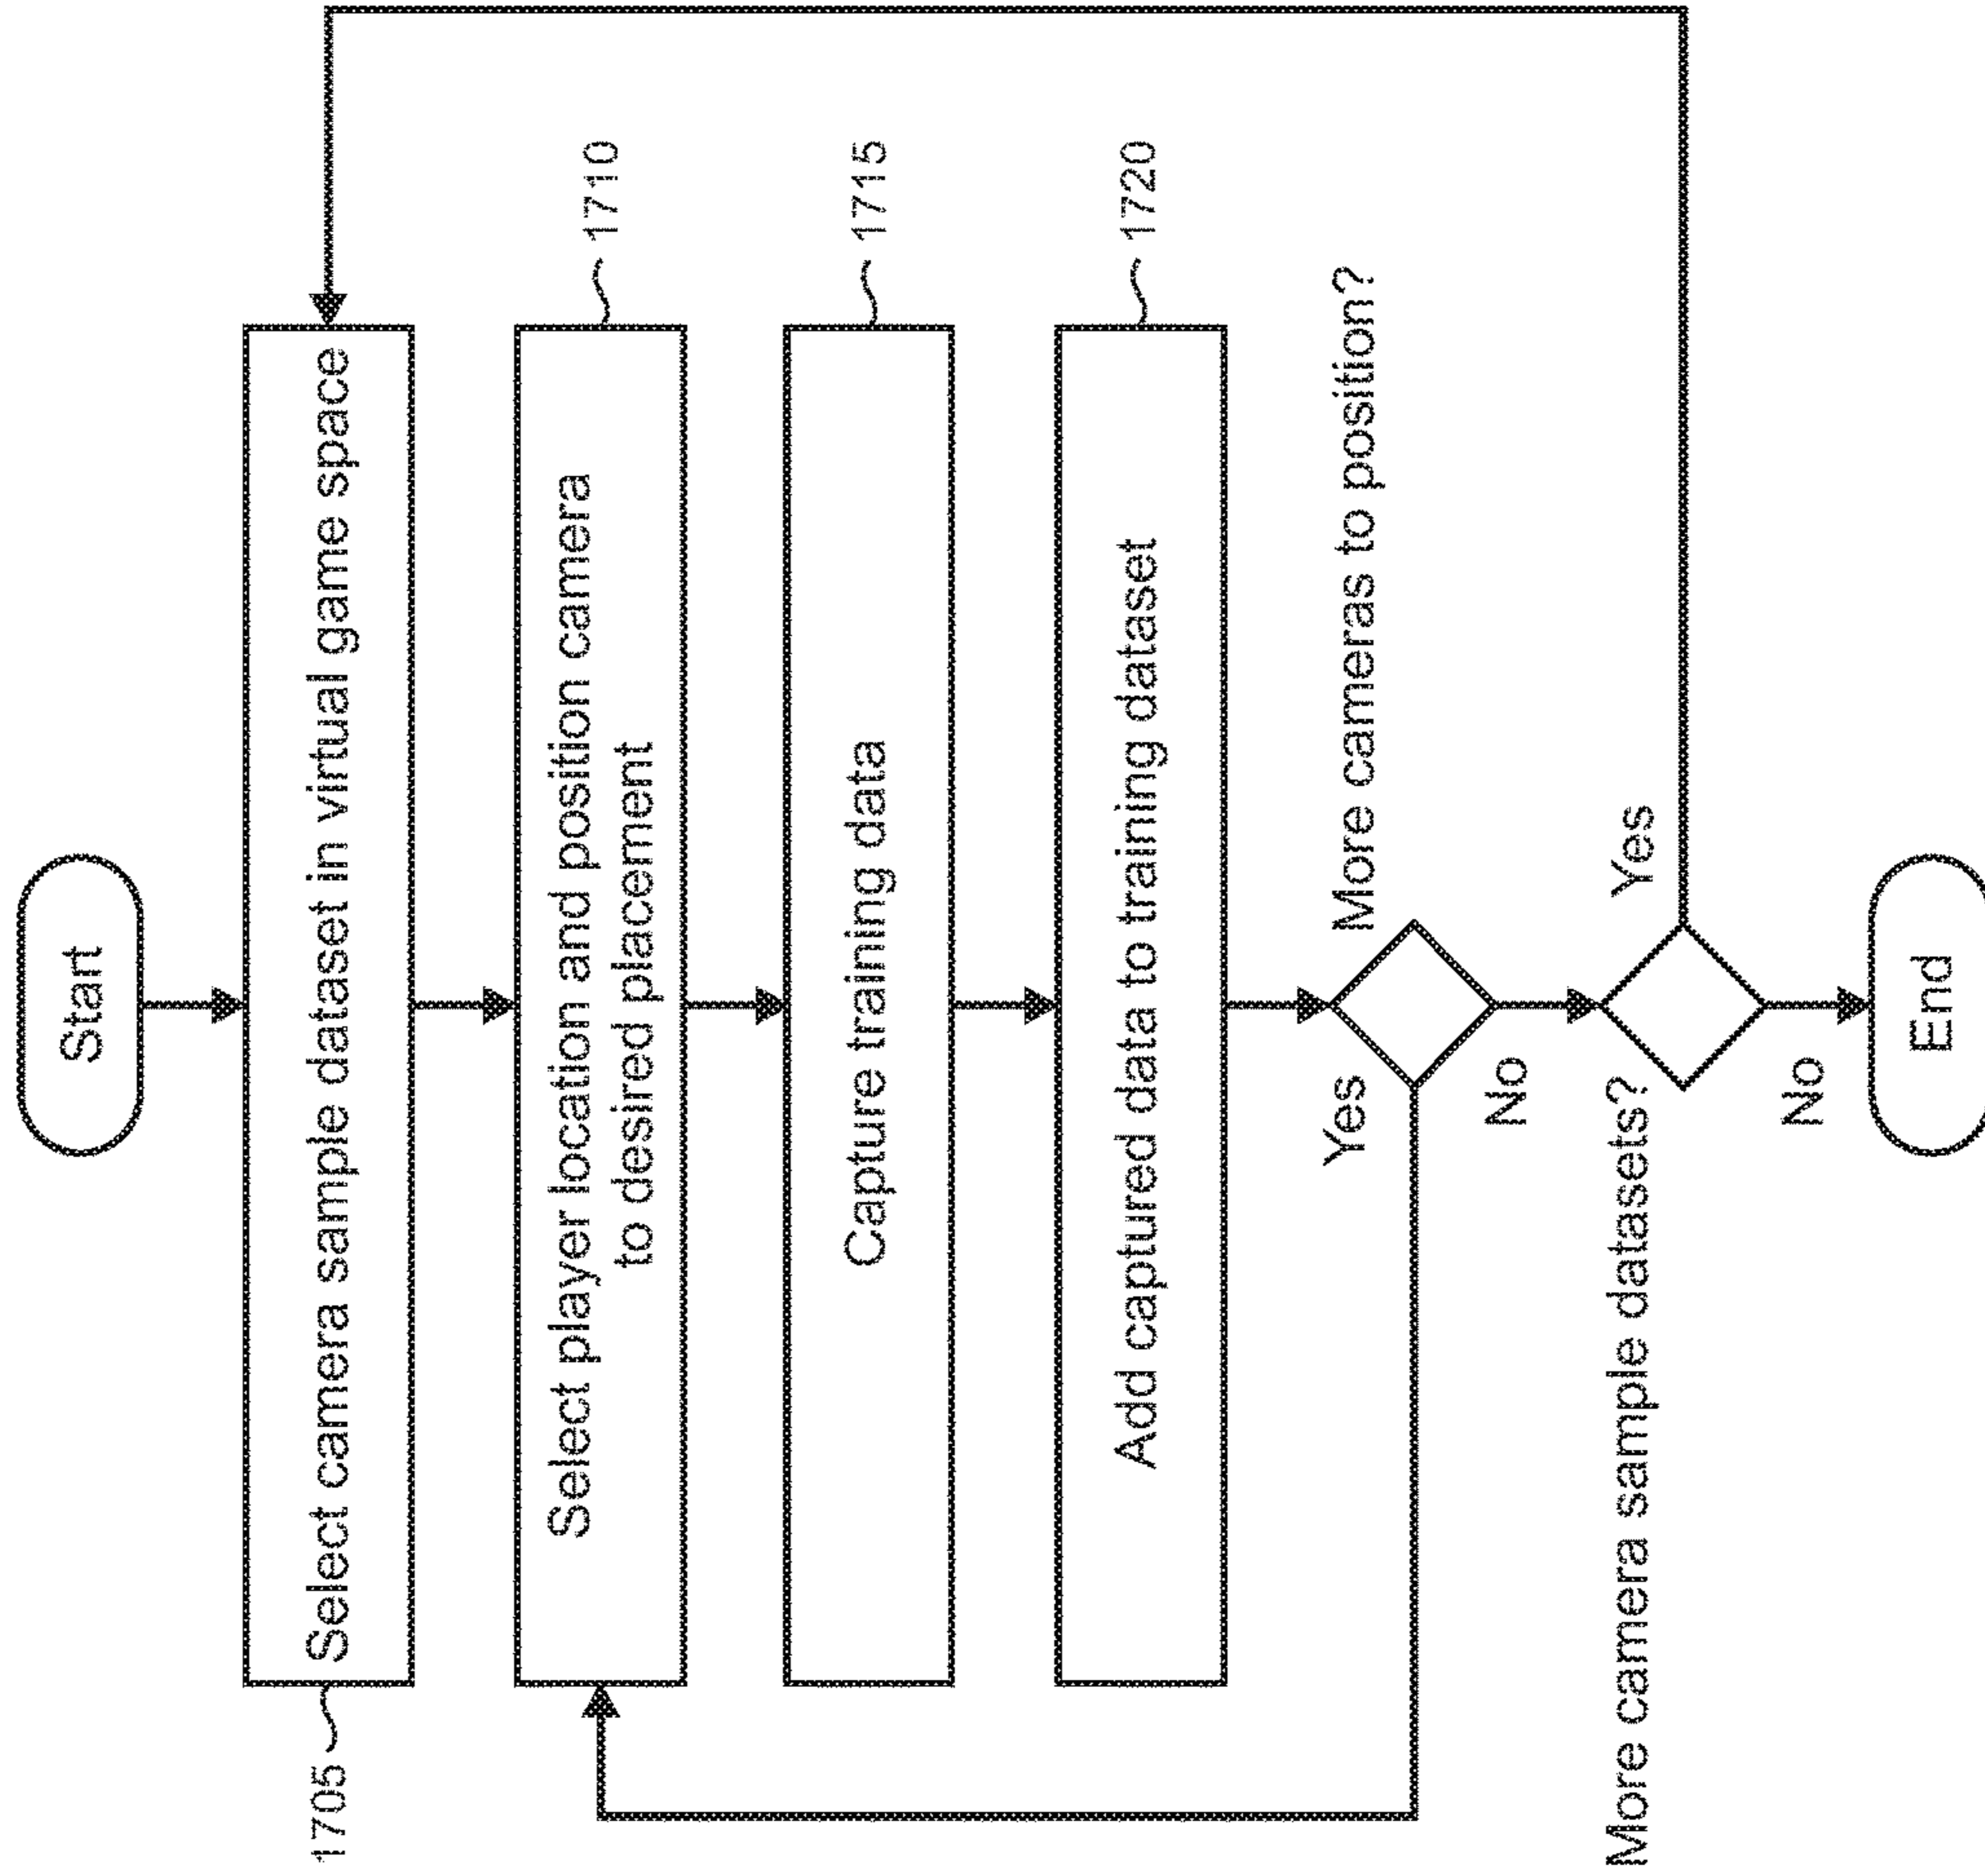 Start
1705
Select camera sample dataset in virtual game space
Select player location and position camera
to desired placement
1710
Capture training data
1715
Add captured data to training dataset
1720
More cameras to position?
Yes
No
More camera sample datasets?
Yes
No
End